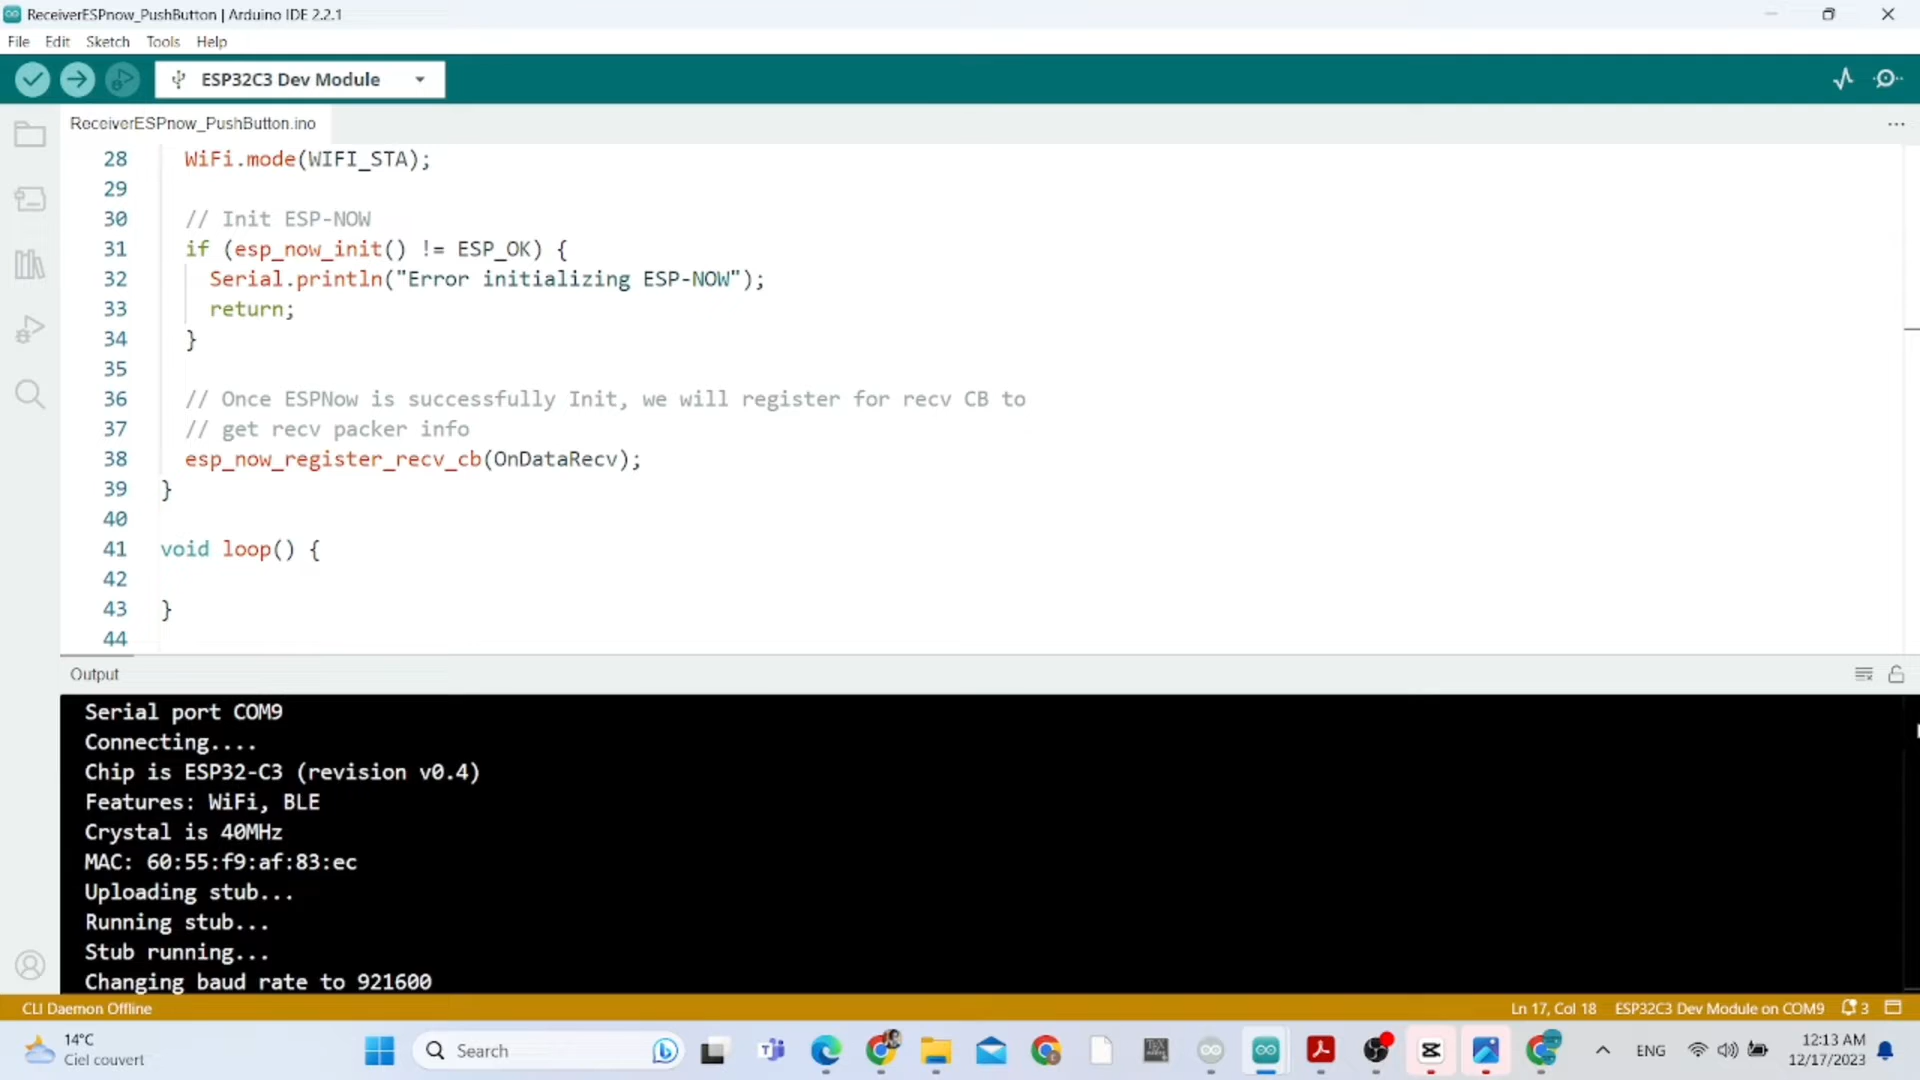 ReceiverESPnow_PushButton | Arduino IDE 2.2.1
File Edit Sketch Tools Help
ESP32C3 Dev Module
ReceiverESPnow_PushButton.ino
28 WiFi.mode(WIFI_STA);
29
30 // Init ESP-NOW
31 if (esp_now_init() != ESP_OK) {
32 Serial.println("Error initializing ESP-NOW");
33 return;
34 }
35
36 // Once ESPNow is successfully Init, we will register for recv CB to
37 // get recv packer info
38 esp_now_register_recv_cb(OnDataRecv);
39 }
40
41 void loop() {
42
43 }
44
Output
Serial port COM9
Connecting....
Chip is ESP32-C3 (revision v0.4)
Features: WiFi, BLE
Crystal is 40MHz
MAC: 60:55:f9:af:83:ec
Uploading stub...
Running stub...
Stub running...
Changing baud rate to 921600
CLI Daemon Offline
Ln 17, Col 18 ESP32C3 Dev Module on COM9 3
14°C
Ciel couvert
Search
ENG
12:13 AM
12/17/2023